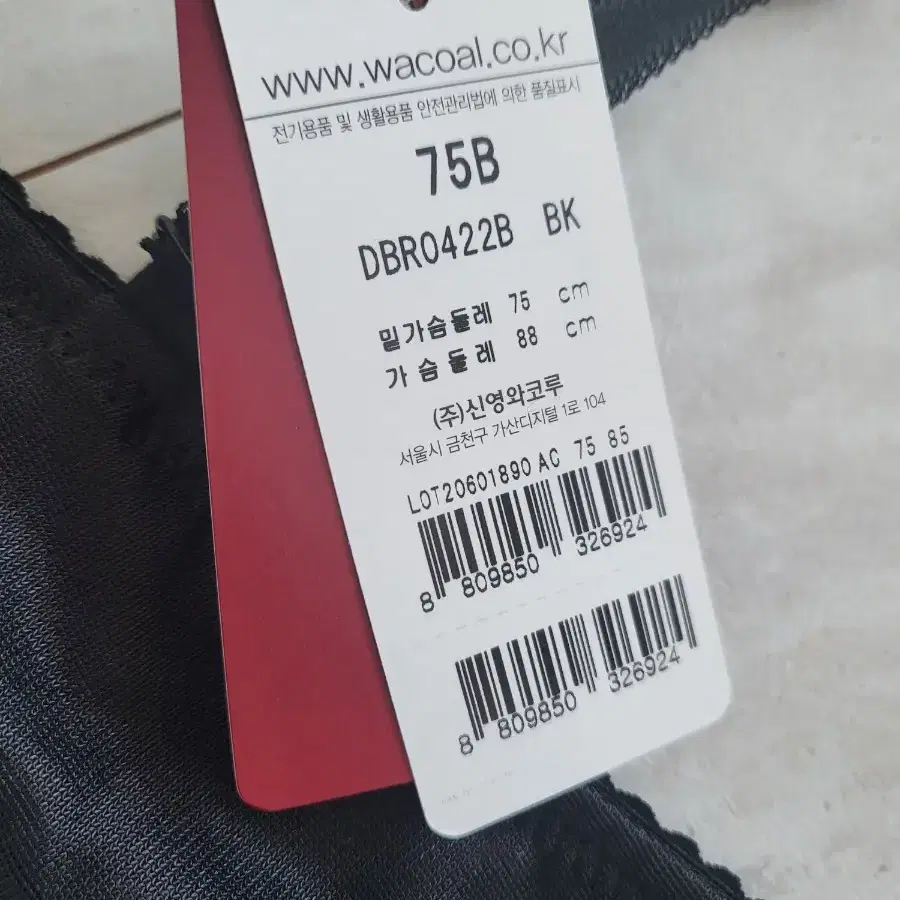 www.wacoal.co.kr
전기용품 및 생활용품 안전관리법에 의한 품질표시
75B
DBR0422B BK
밑가슴둘레 75 cm
가슴둘레 88 cm
(주)신영와코루
서울시 금천구 가산디지털 1로 104
LOT20601890 AC 75 85
8 809850 326924
8 809850 326924